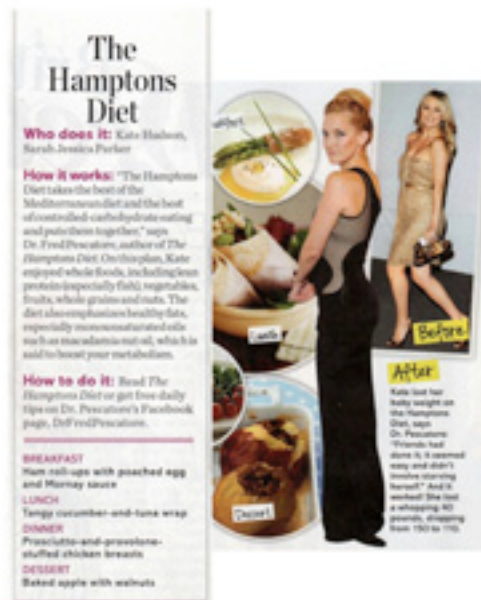 The
Hamptons
Diet
Who does it: Kate Hudson,
Sarah Jessica Parker
How it works: "The Hamptons
Diet takes the best of the
Mediterranean diet and the best
of controlled-carbohydrate eating
and puts them together," says
Dr. Fred Pescatore, author of The
Hamptons Diet. On this plan, Kate
enjoyed whole foods, including lean
protein (especially fish), vegetables,
fruits, whole grains and nuts. The
diet also emphasizes healthy fats,
especially monounsaturated oils
such as macadamia nut oil, which is
said to boost your metabolism.
How to do it: Read The
Hamptons Diet or get free daily
tips on Dr. Pescatore's Facebook
page, DrFredPescatore.
BREAKFAST
Ham roll-ups with poached egg
and Mornay sauce
LUNCH
Tangy cucumber-and-tuna wrap
DINNER
Prosciutto-and-provolone-
stuffed chicken breasts
DESSERT
Baked apple with walnuts
Lunch
Dessert
Before
After
Kate lost her
baby weight on
the Hamptons
Diet, says
Dr. Pescatore:
"Friends had
done it; it seemed
easy and didn't
involve starving
herself." And it
worked! She lost
a whopping 40
pounds, dropping
from 150 to 110.